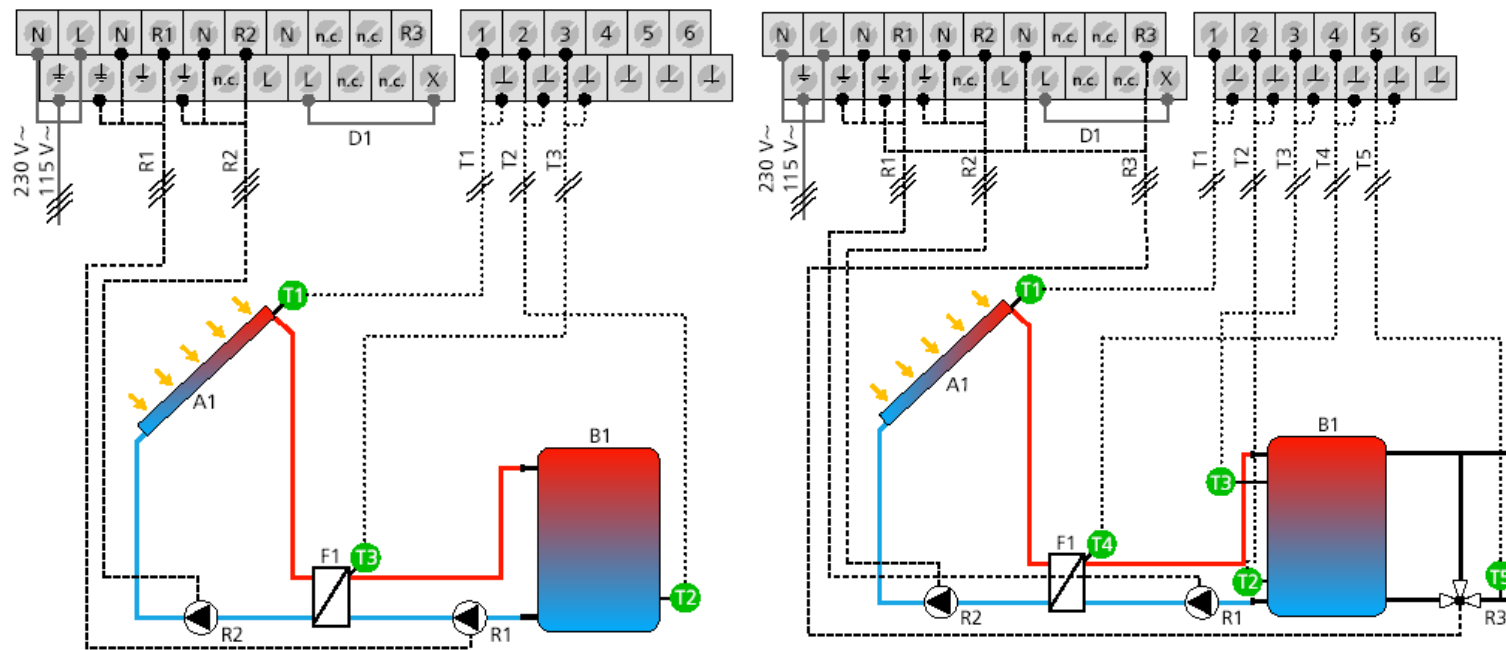 N L N R1 N R2 N n.c. n.c. R3
1 2 3 4 5 6
n.c. L L n.c. n.c. X
D1
230 V~
115 V~
R1
R2
T1
T2
T3
T1
A1
B1
F1
T3
T2
R2
R1
N L N R1 N R2 N n.c. n.c. R3
1 2 3 4 5 6
n.c. L L n.c. n.c. X
D1
230 V~
115 V~
R1
R2
R3
T1
T2
T3
T4
T5
T1
A1
B1
T3
F1
T4
T2
T5
R2
R1
R3